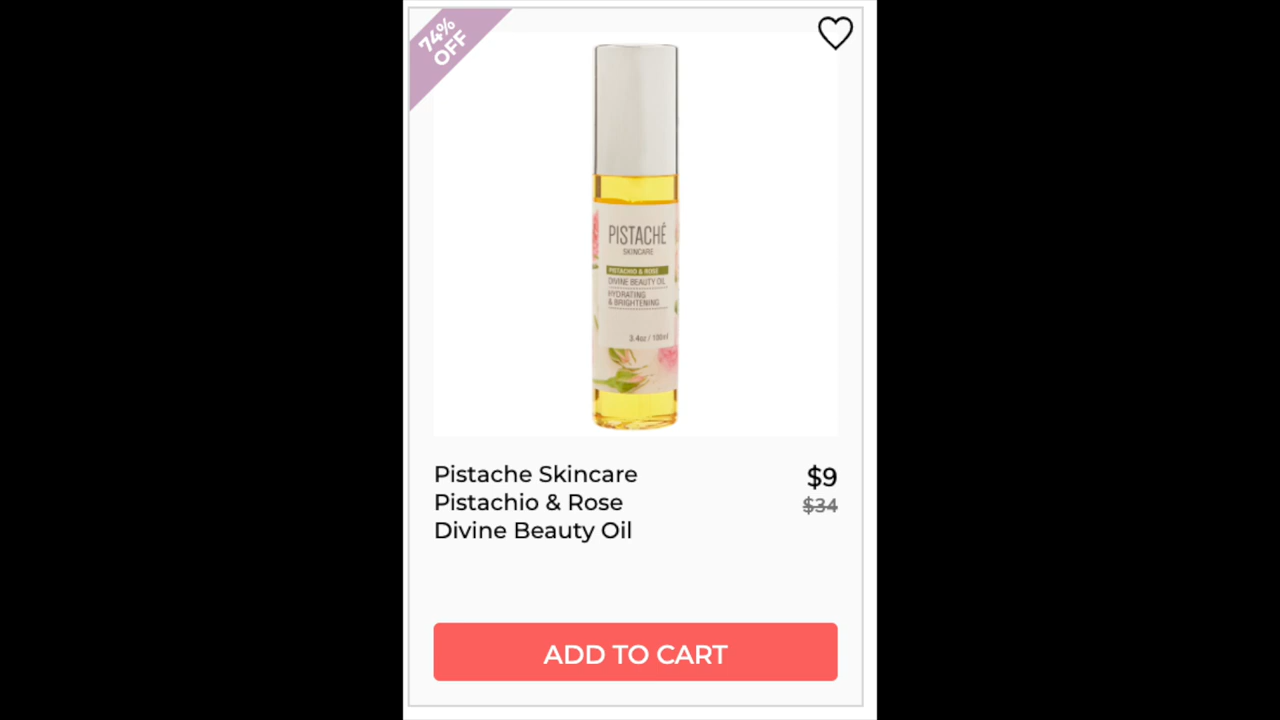 74%
OFF
PISTACHÉ
SKINCARE
PISTACHIO & ROSE
DIVINE BEAUTY OIL
HYDRATING
& BRIGHTENING
3.4oz / 100ml
Pistache Skincare
Pistachio & Rose
Divine Beauty Oil
$9
$34
ADD TO CART